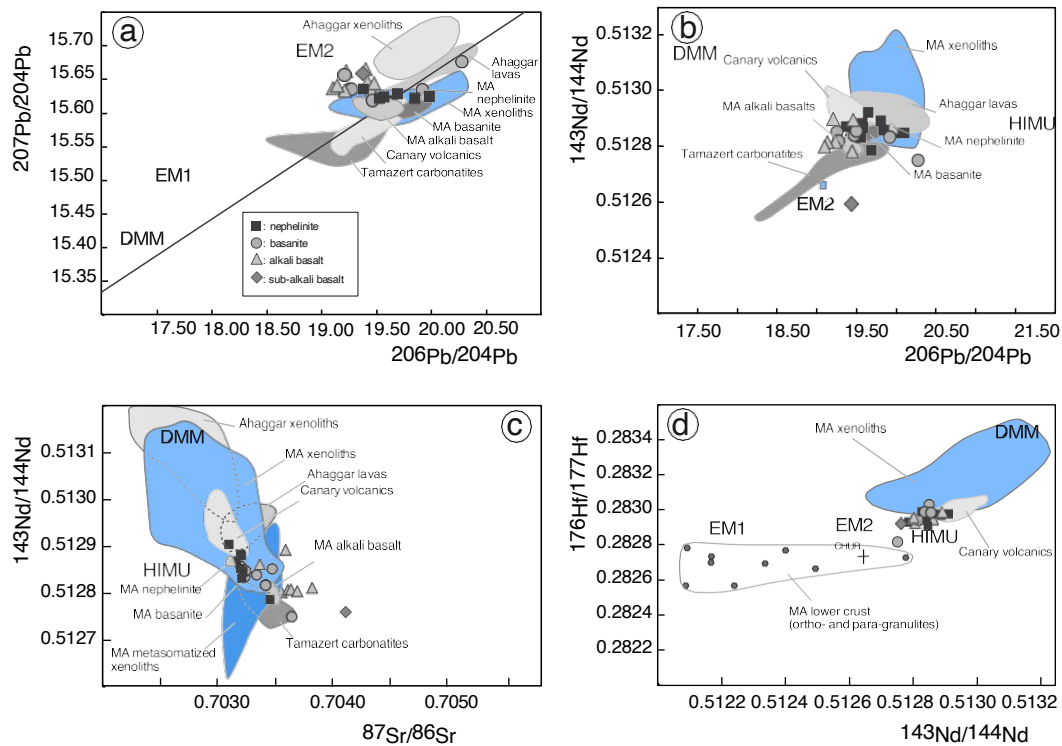 a
Ahaggar xenoliths
EM2
Ahaggar
lavas
MA
nephelinite
MA xenoliths
MA basanite
MA alkali basalt
Canary volcanics
Tamazert carbonatites
EM1
DMM
■: nephelinite
: basanite
: alkali basalt
: sub-alkali basalt
15.70
15.65
15.60
15.55
15.50
15.45
15.40
15.35
15.30
207Pb/204Pb
17.50 18.00 18.50 19.00 19.50 20.00 20.50
206Pb/204Pb
b
DMM
MA xenoliths
Canary volcanics
MA alkali basalts
Ahaggar lavas
HIMU
MA nephelinite
Tamazert carbonatites
MA basanite
EM2
0.5132
0.5130
0.5128
0.5126
0.5124
143Nd/144Nd
17.50 18.50 19.50 20.50 21.50
206Pb/204Pb
c
Ahaggar xenoliths
DMM
MA xenoliths
Ahaggar lavas
Canary volcanics
MA alkali basalt
HIMU
MA nephelinite
MA basanite
MA metasomatized
xenoliths
Tamazert carbonatites
0.5131
0.5130
0.5129
0.5128
0.5127
143Nd/144Nd
0.7030 0.7040 0.7050
87Sr/86Sr
d
MA xenoliths
DMM
EM1
EM2
CHUR
HIMU
Canary volcanics
MA lower crust
(ortho- and para-granulites)
0.2834
0.2833
0.2832
0.2831
0.2830
0.2829
0.2828
0.2826
0.2824
0.2822
176Hf/177Hf
0.5122 0.5124 0.5126 0.5128 0.5130 0.5132
143Nd/144Nd